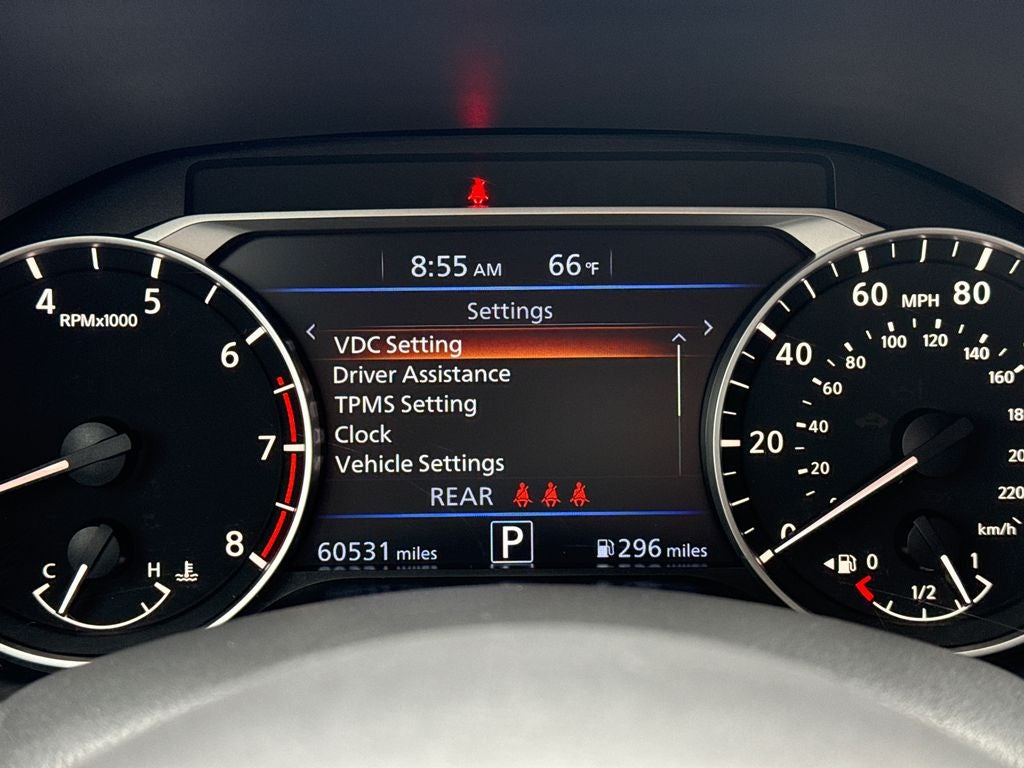 8:55 AM 66°F
Settings
VDC Setting
Driver Assistance
TPMS Setting
Clock
Vehicle Settings
REAR
60531 miles P 296 miles
4 5 6 7 8
RPMx1000
C H
0 20 40 60 80
MPH
20 40 60 80 100 120 140 160
220
km/h
0 1/2 1